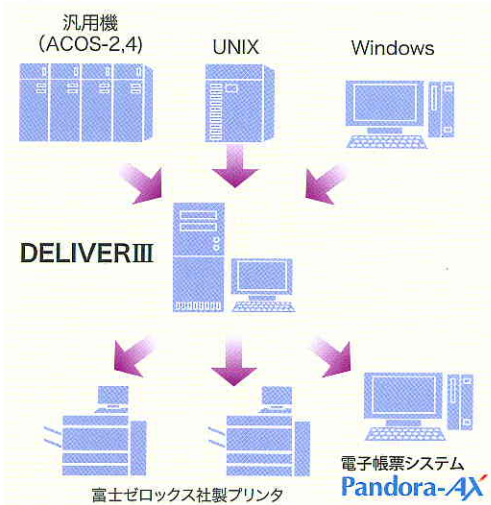 汎用機
(ACOS-2,4)
UNIX
Windows
DELIVERⅢ
富士ゼロックス社製プリンタ
電子帳票システム
Pandora-AX